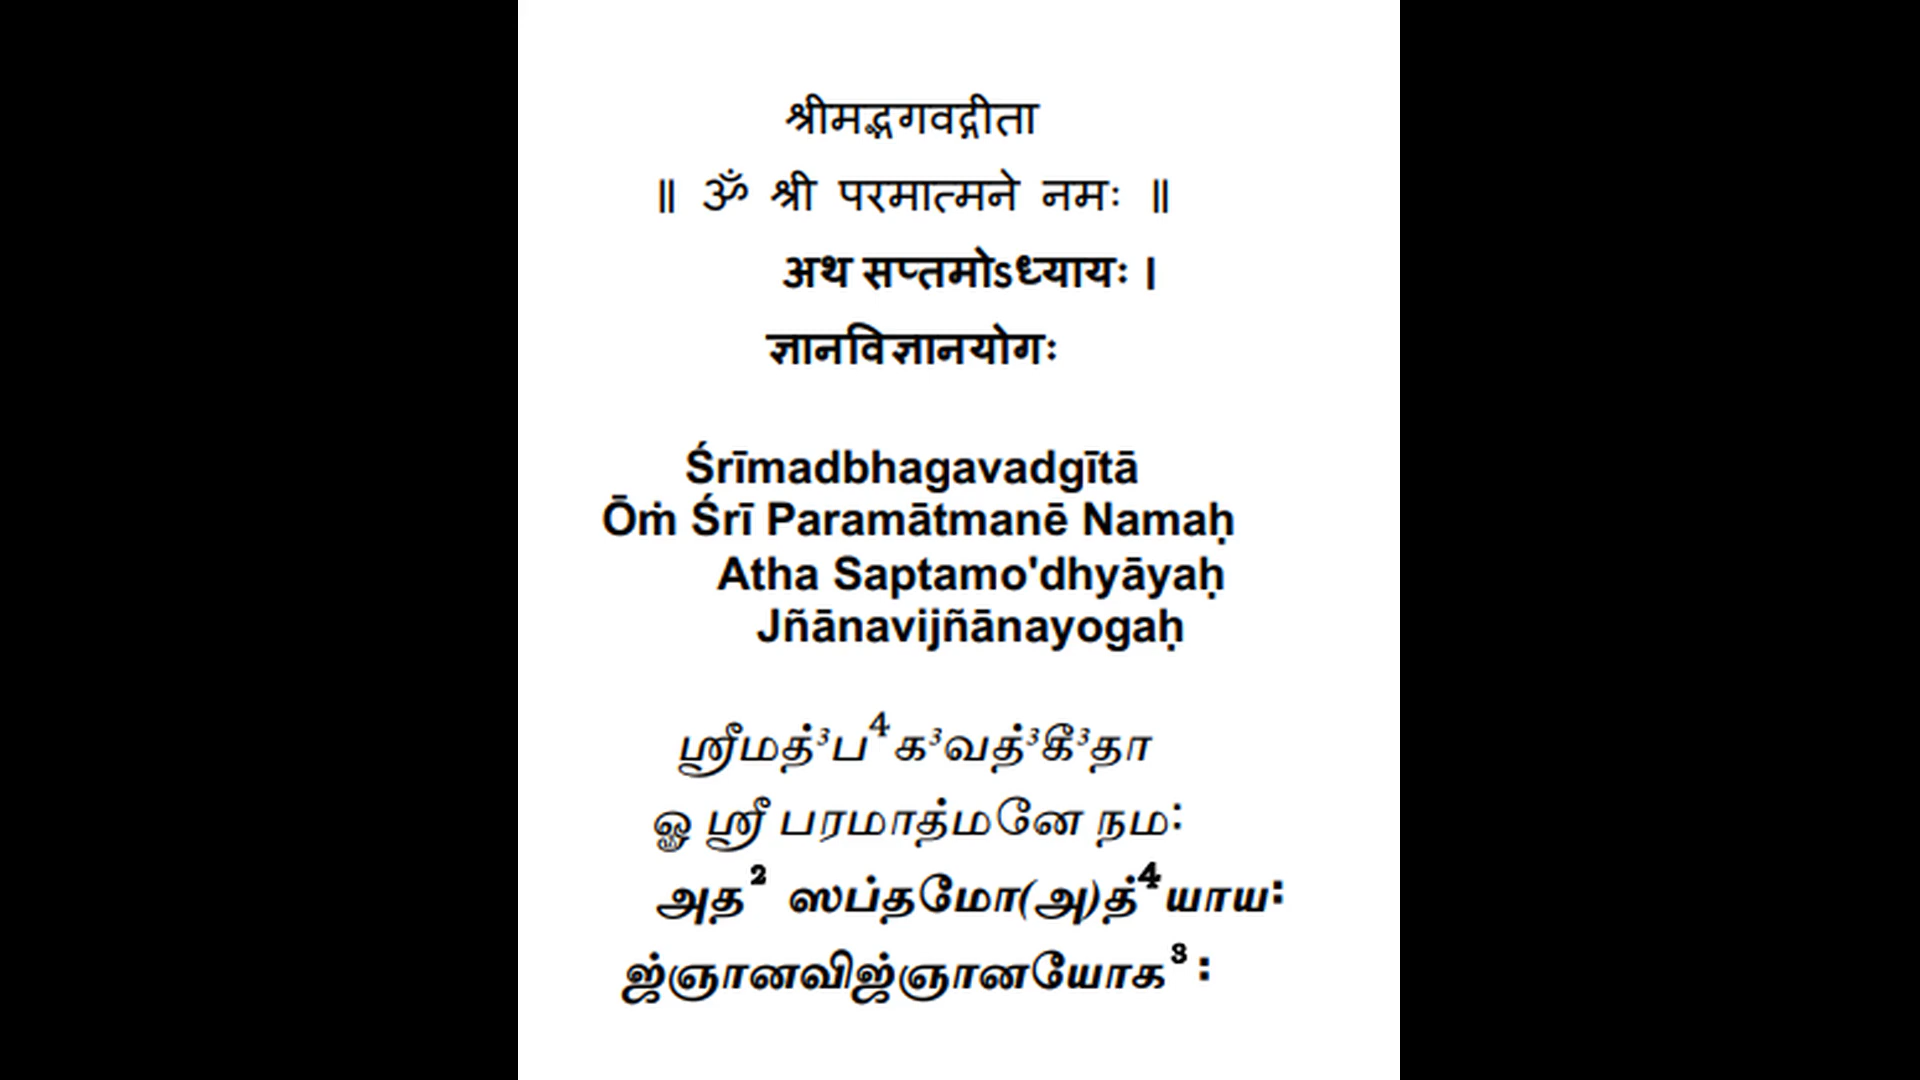 श्रीमद्भगवद्गीता
॥ ॐ श्री परमात्मने नमः ॥
अथ सप्तमोऽध्यायः ।
ज्ञानविज्ञानयोगः
Śrīmadbhagavadgītā
Ōṁ Śrī Paramātmanē Namaḥ
Atha Saptamo'dhyāyaḥ
Jñānavijñānayogaḥ
ஶ்ரீமத்³ப⁴க³வத்³கீ³தா
ௐ ஶ்ரீ பரமாத்மனே நம:
அத² ஸப்தமோ(அ)த்⁴யாய:
ஜ்ஞானவிஜ்ஞானயோக³ :